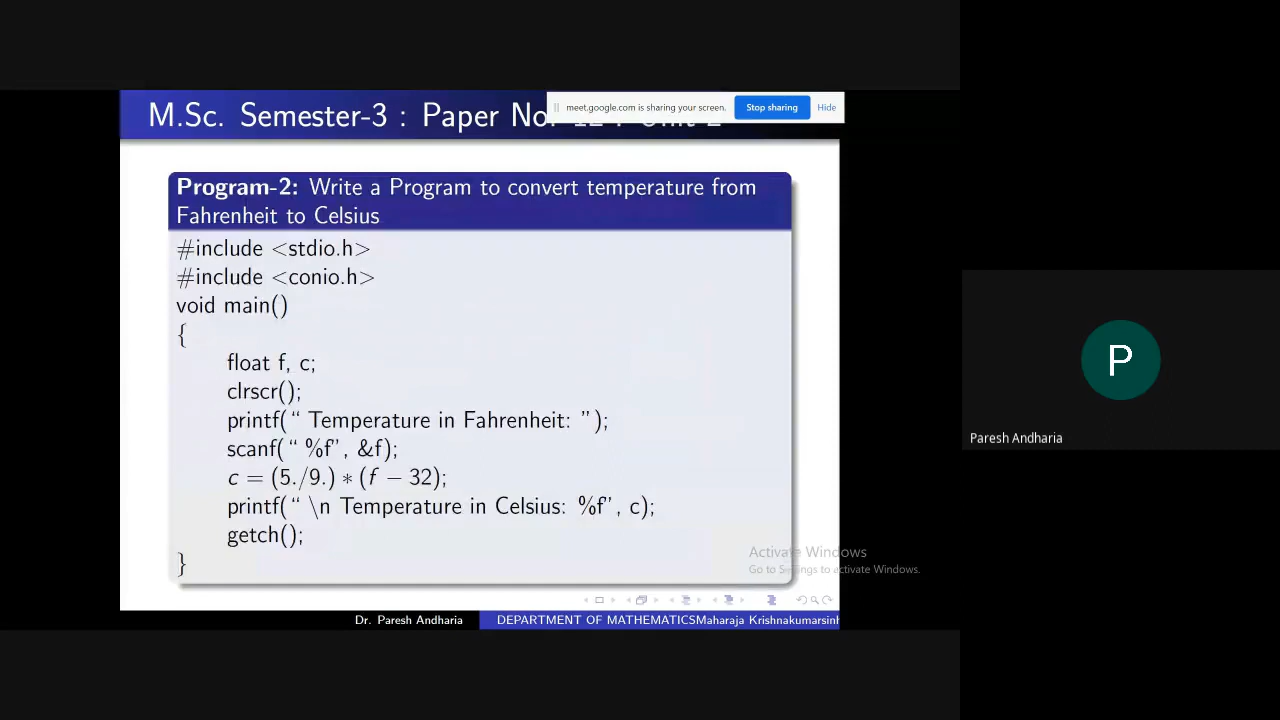 M.Sc. Semester-3 : Paper No.
meet.google.com is sharing your screen.
Stop sharing
Hide
Program-2: Write a Program to convert temperature from
Fahrenheit to Celsius
#include <stdio.h>
#include <conio.h>
void main()
{
float f, c;
clrscr();
printf(“ Temperature in Fahrenheit: ”);
scanf(“ %f”, &f);
c = (5./9.) ∗ (f − 32);
printf(“ \n Temperature in Celsius: %f”, c);
getch();
}
Activate Windows
Go to Settings to activate Windows.
Dr. Paresh Andharia
DEPARTMENT OF MATHEMATICSMaharaja Krishnakumarsinh
P
Paresh Andharia